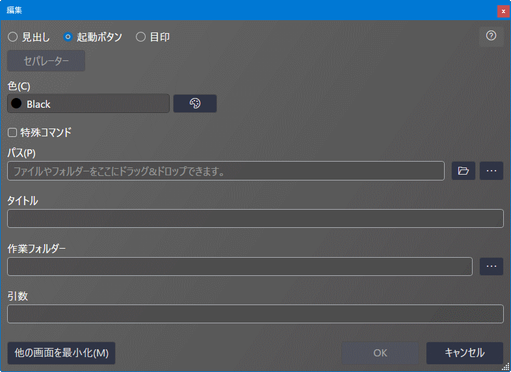 編集
見出し 起動ボタン 目印
セパレーター
色(C)
Black
特殊コマンド
パス(P)
ファイルやフォルダーをここにドラッグ&ドロップできます。
タイトル
作業フォルダー
引数
他の画面を最小化(M) OK キャンセル